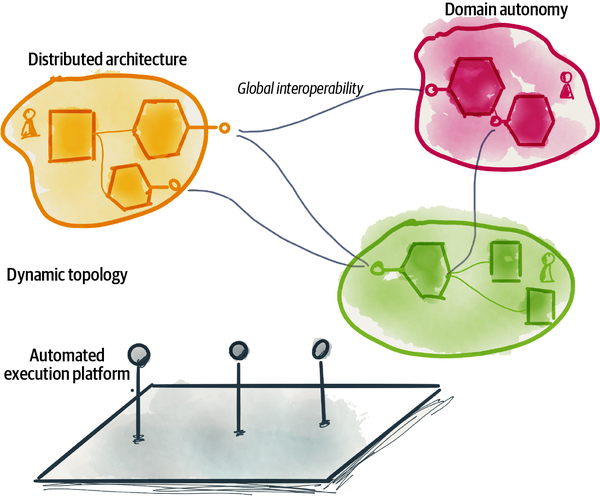 Domain autonomy
Distributed architecture
Global interoperability
Dynamic topology
Automated
execution platform